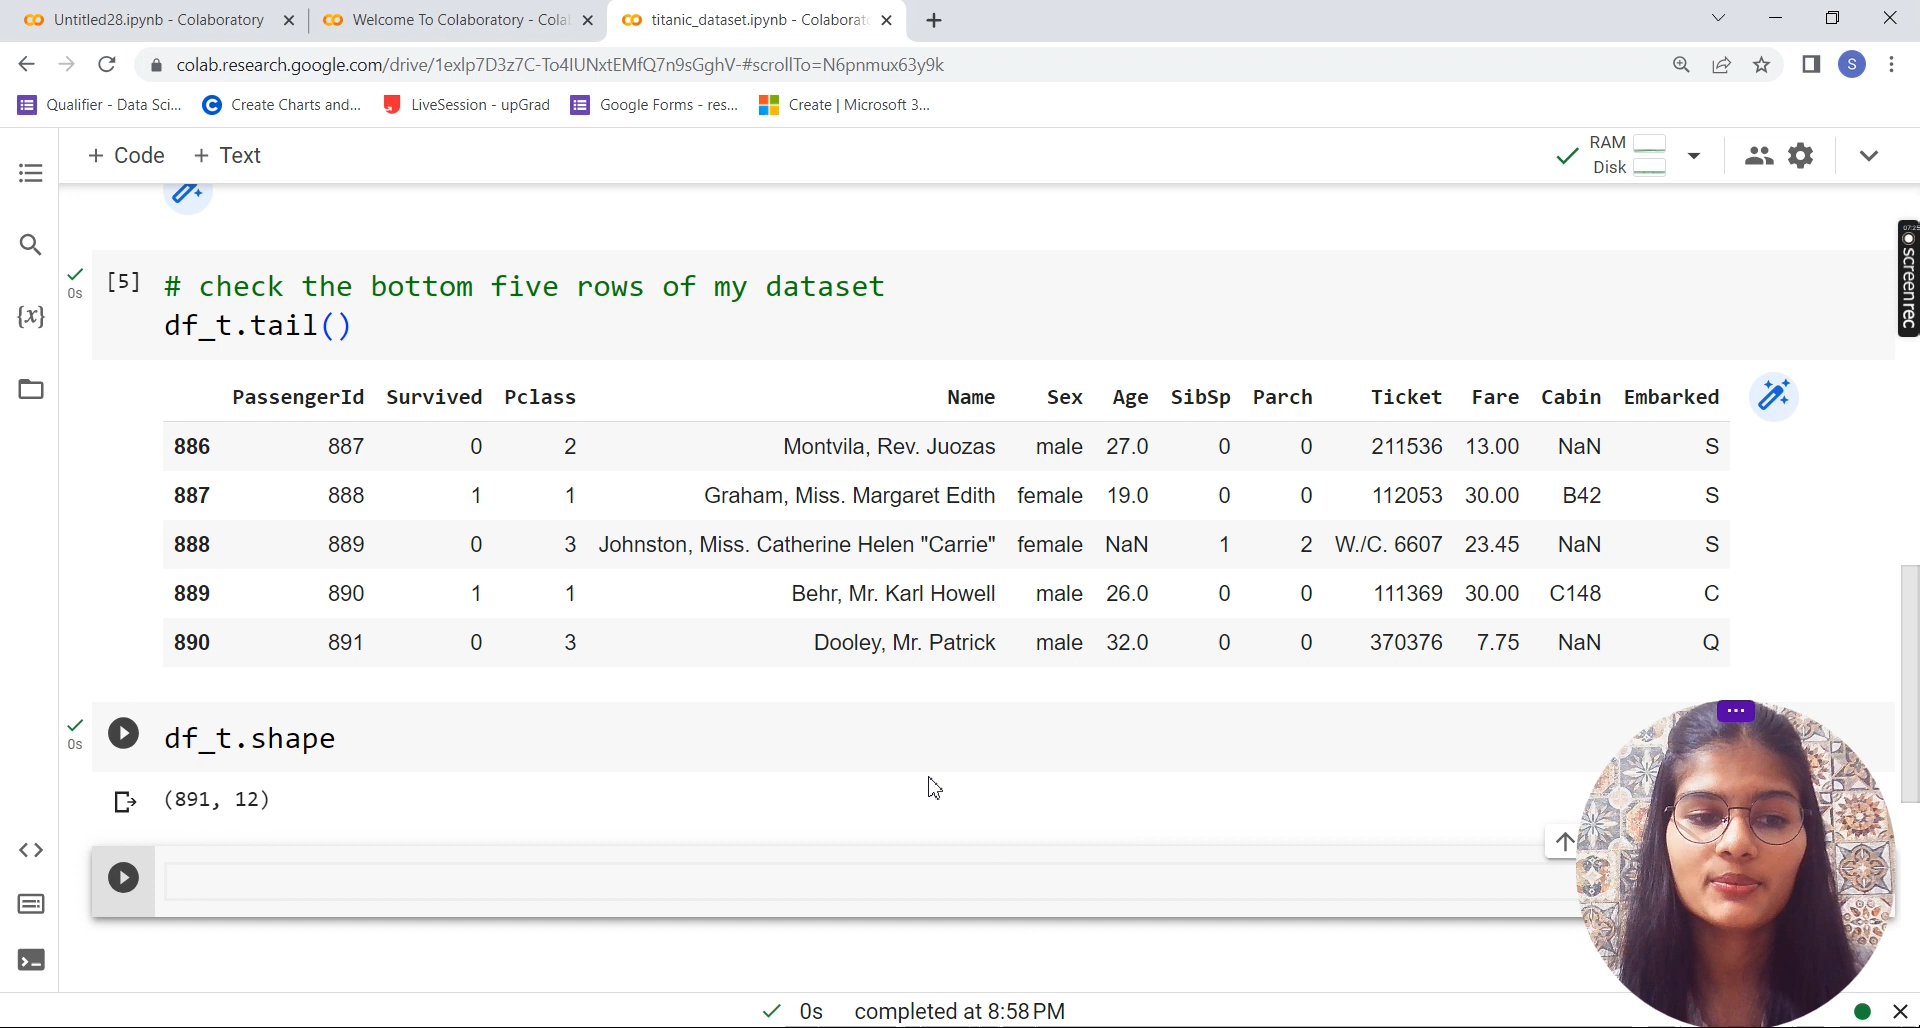 Untitled28.ipynb - Colaboratory
Welcome To Colaboratory - Cola
titanic_dataset.ipynb - Colaborat
colab.research.google.com/drive/1exlp7D3z7C-To4IUNxtEMfQ7n9sGghV-#scrollTo=N6pnmux63y9k
S
Qualifier - Data Sci...
Create Charts and...
LiveSession - upGrad
Google Forms - res...
Create | Microsoft 3...
+ Code
+ Text
RAM
Disk
{x}
screenrec
0s
[5]
# check the bottom five rows of my dataset
df_t.tail()
PassengerId Survived Pclass Name Sex Age SibSp Parch Ticket Fare Cabin Embarked
886 887 0 2 Montvila, Rev. Juozas male 27.0 0 0 211536 13.00 NaN S
887 888 1 1 Graham, Miss. Margaret Edith female 19.0 0 0 112053 30.00 B42 S
888 889 0 3 Johnston, Miss. Catherine Helen "Carrie" female NaN 1 2 W./C. 6607 23.45 NaN S
889 890 1 1 Behr, Mr. Karl Howell male 26.0 0 0 111369 30.00 C148 C
890 891 0 3 Dooley, Mr. Patrick male 32.0 0 0 370376 7.75 NaN Q
0s
df_t.shape
(891, 12)
0s completed at 8:58 PM